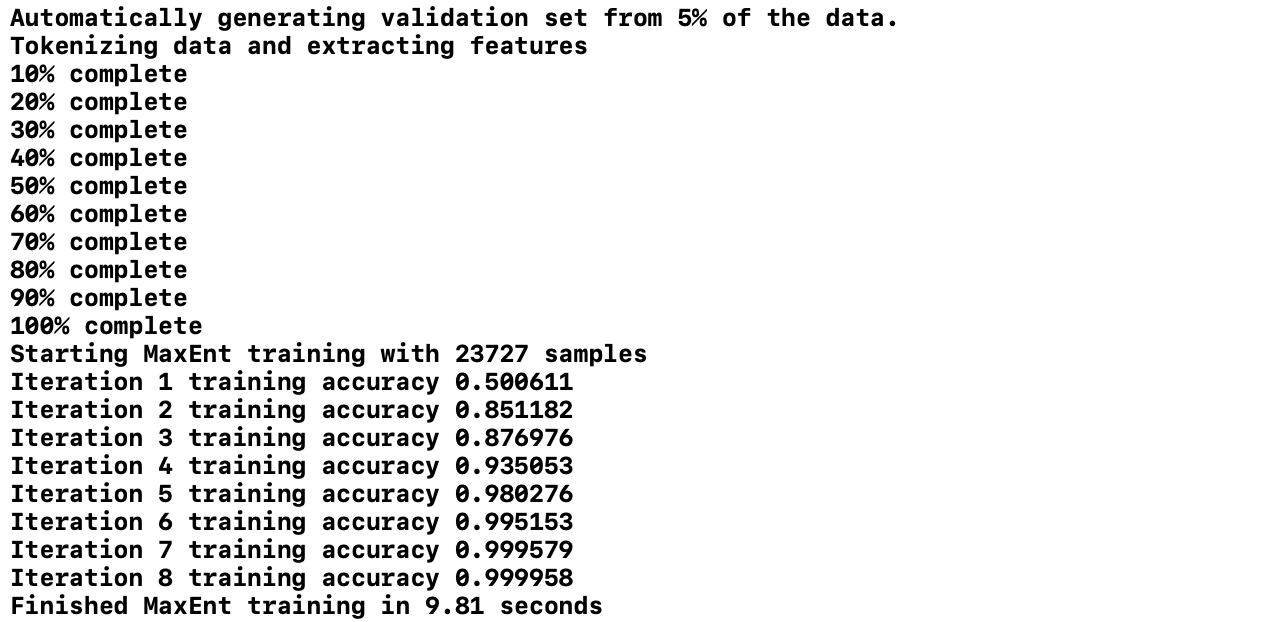 Automatically generating validation set from 5% of the data.
Tokenizing data and extracting features
10% complete
20% complete
30% complete
40% complete
50% complete
60% complete
70% complete
80% complete
90% complete
100% complete
Starting MaxEnt training with 23727 samples
Iteration 1 training accuracy 0.500611
Iteration 2 training accuracy 0.851182
Iteration 3 training accuracy 0.876976
Iteration 4 training accuracy 0.935053
Iteration 5 training accuracy 0.980276
Iteration 6 training accuracy 0.995153
Iteration 7 training accuracy 0.999579
Iteration 8 training accuracy 0.999958
Finished MaxEnt training in 9.81 seconds